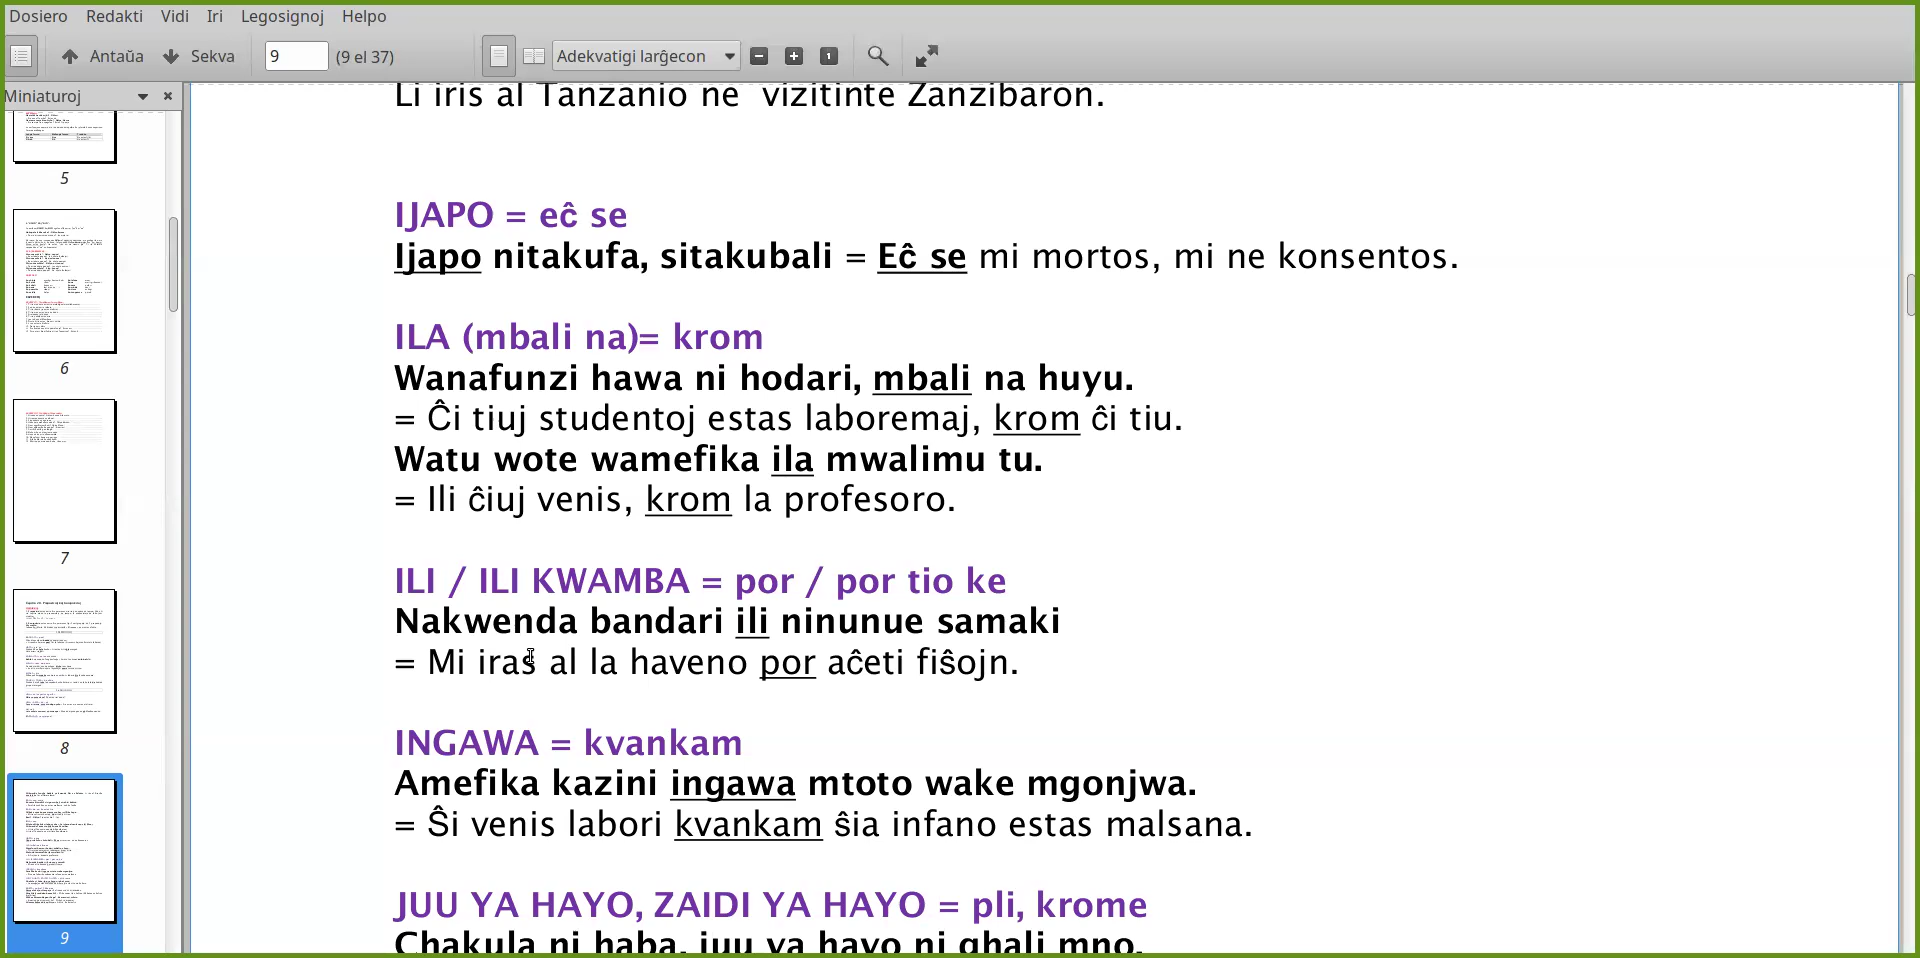 Dosiero Redakti Vidi Iri Legosignoj Helpo
Antaŭa Sekva 9 (9 el 37) Adekvatigi larĝecon
Miniaturoj
5
6
7
8
9
Li iris al Tanzanio ne vizitinte Zanzibaron.
IJAPO = eĉ se
Ijapo nitakufa, sitakubali = Eĉ se mi mortos, mi ne konsentos.
ILA (mbali na)= krom
Wanafunzi hawa ni hodari, mbali na huyu.
= Ĉi tiuj studentoj estas laboremaj, krom ĉi tiu.
Watu wote wamefika ila mwalimu tu.
= Ili ĉiuj venis, krom la profesoro.
ILI / ILI KWAMBA = por / por tio ke
Nakwenda bandari ili ninunue samaki
= Mi iras al la haveno por aĉeti fiŝojn.
INGAWA = kvankam
Amefika kazini ingawa mtoto wake mgonjwa.
= Ŝi venis labori kvankam ŝia infano estas malsana.
JUU YA HAYO, ZAIDI YA HAYO = pli, krome
Chakula ni haba, juu ya hayo ni ghali mno.